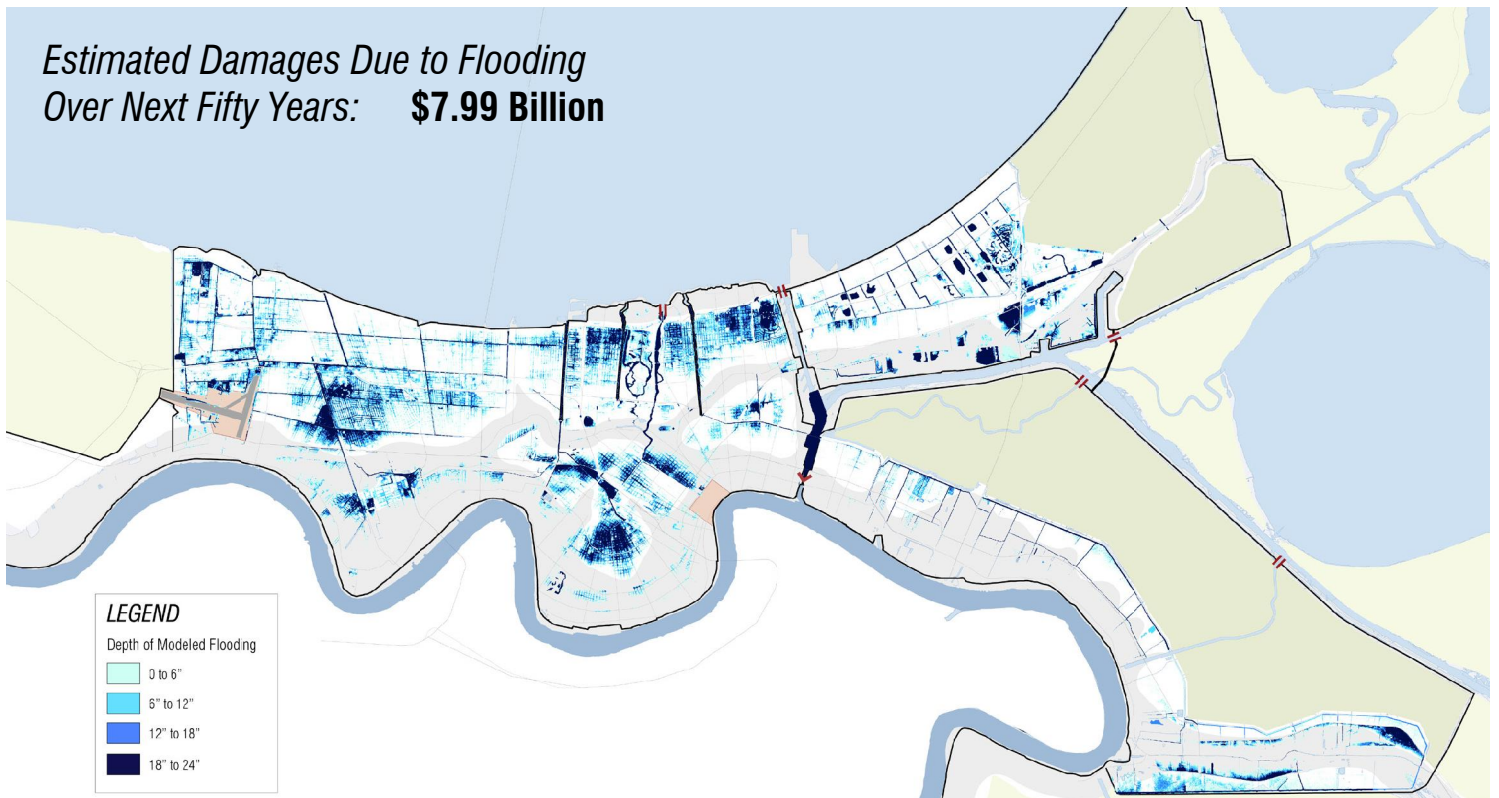 Estimated Damages Due to Flooding
Over Next Fifty Years: $7.99 Billion
LEGEND
Depth of Modeled Flooding
0 to 6”
6” to 12”
12” to 18”
18” to 24”